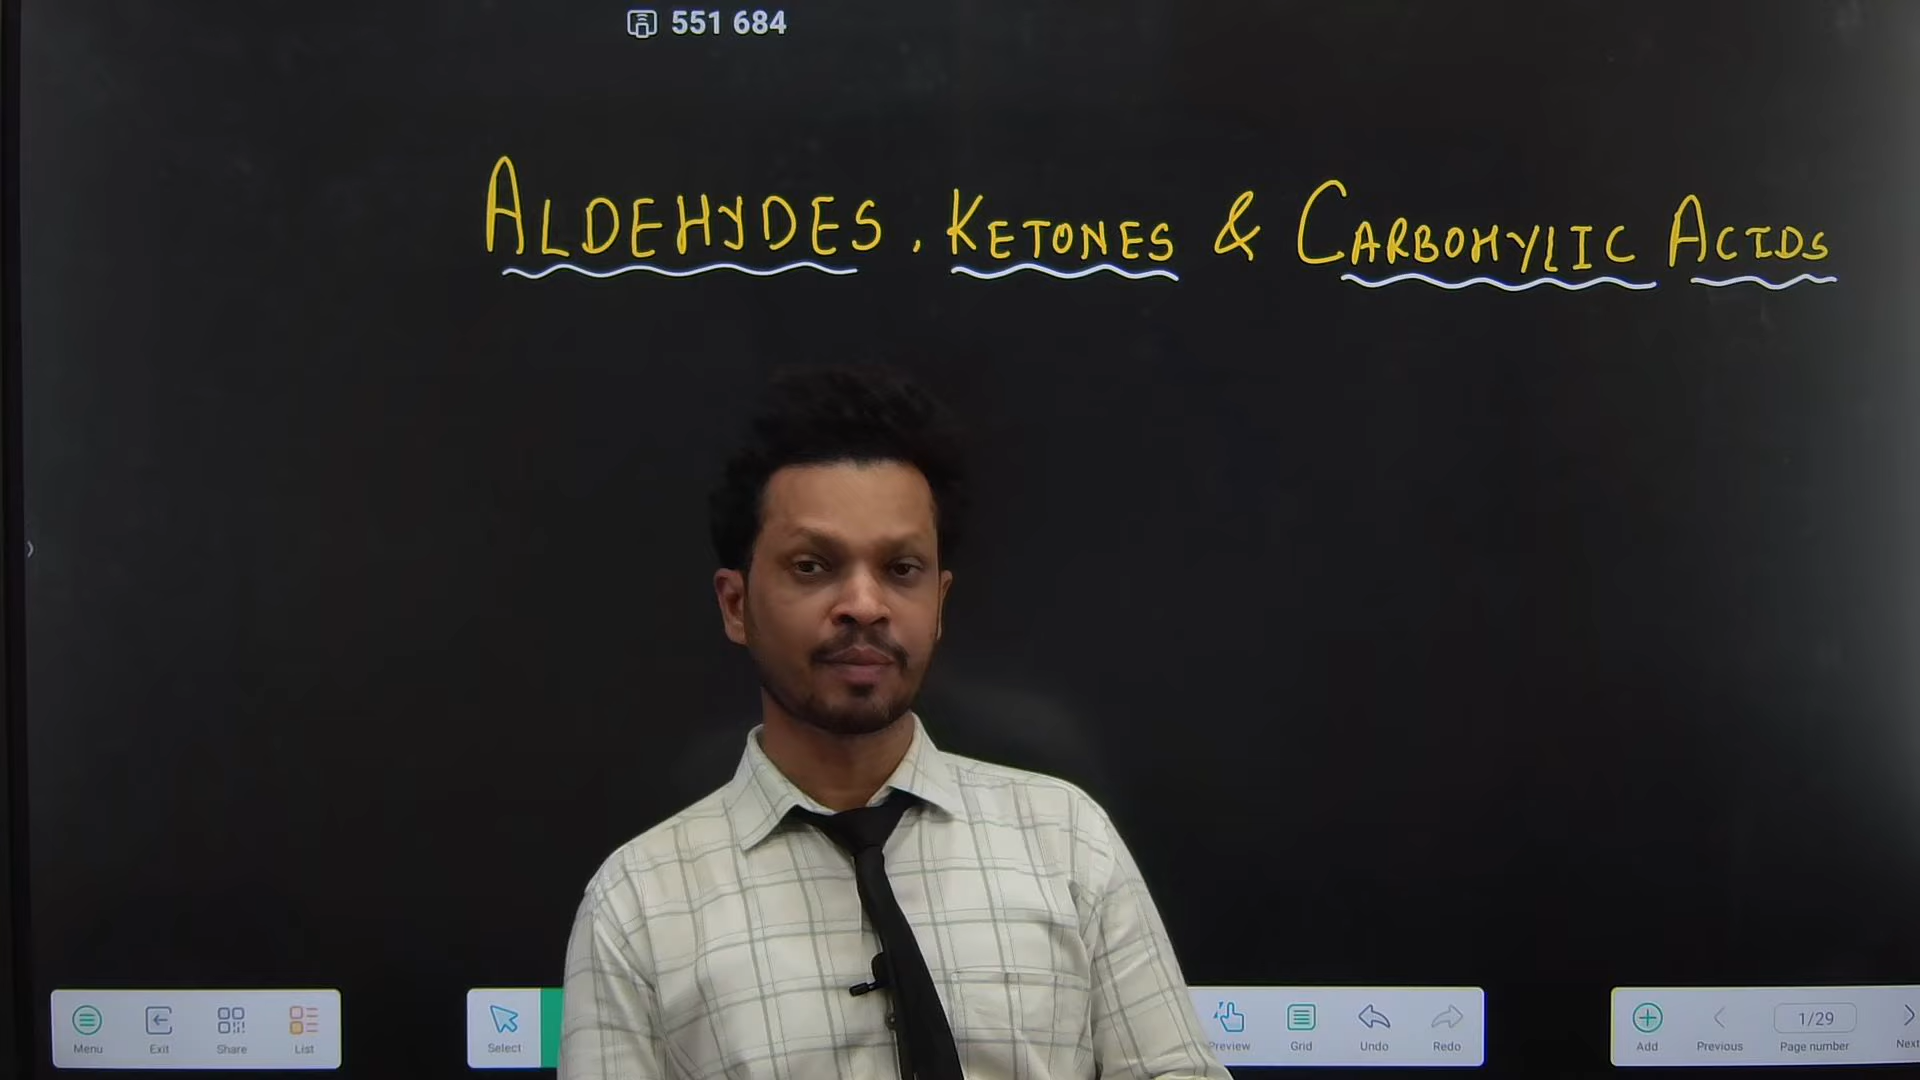 551 684
ALDEHYDES, KETONES & CARBOHYLIC ACIDS
Menu Exit Share List Select Preview Grid Undo Redo Add Previous 1/29 Page number Next